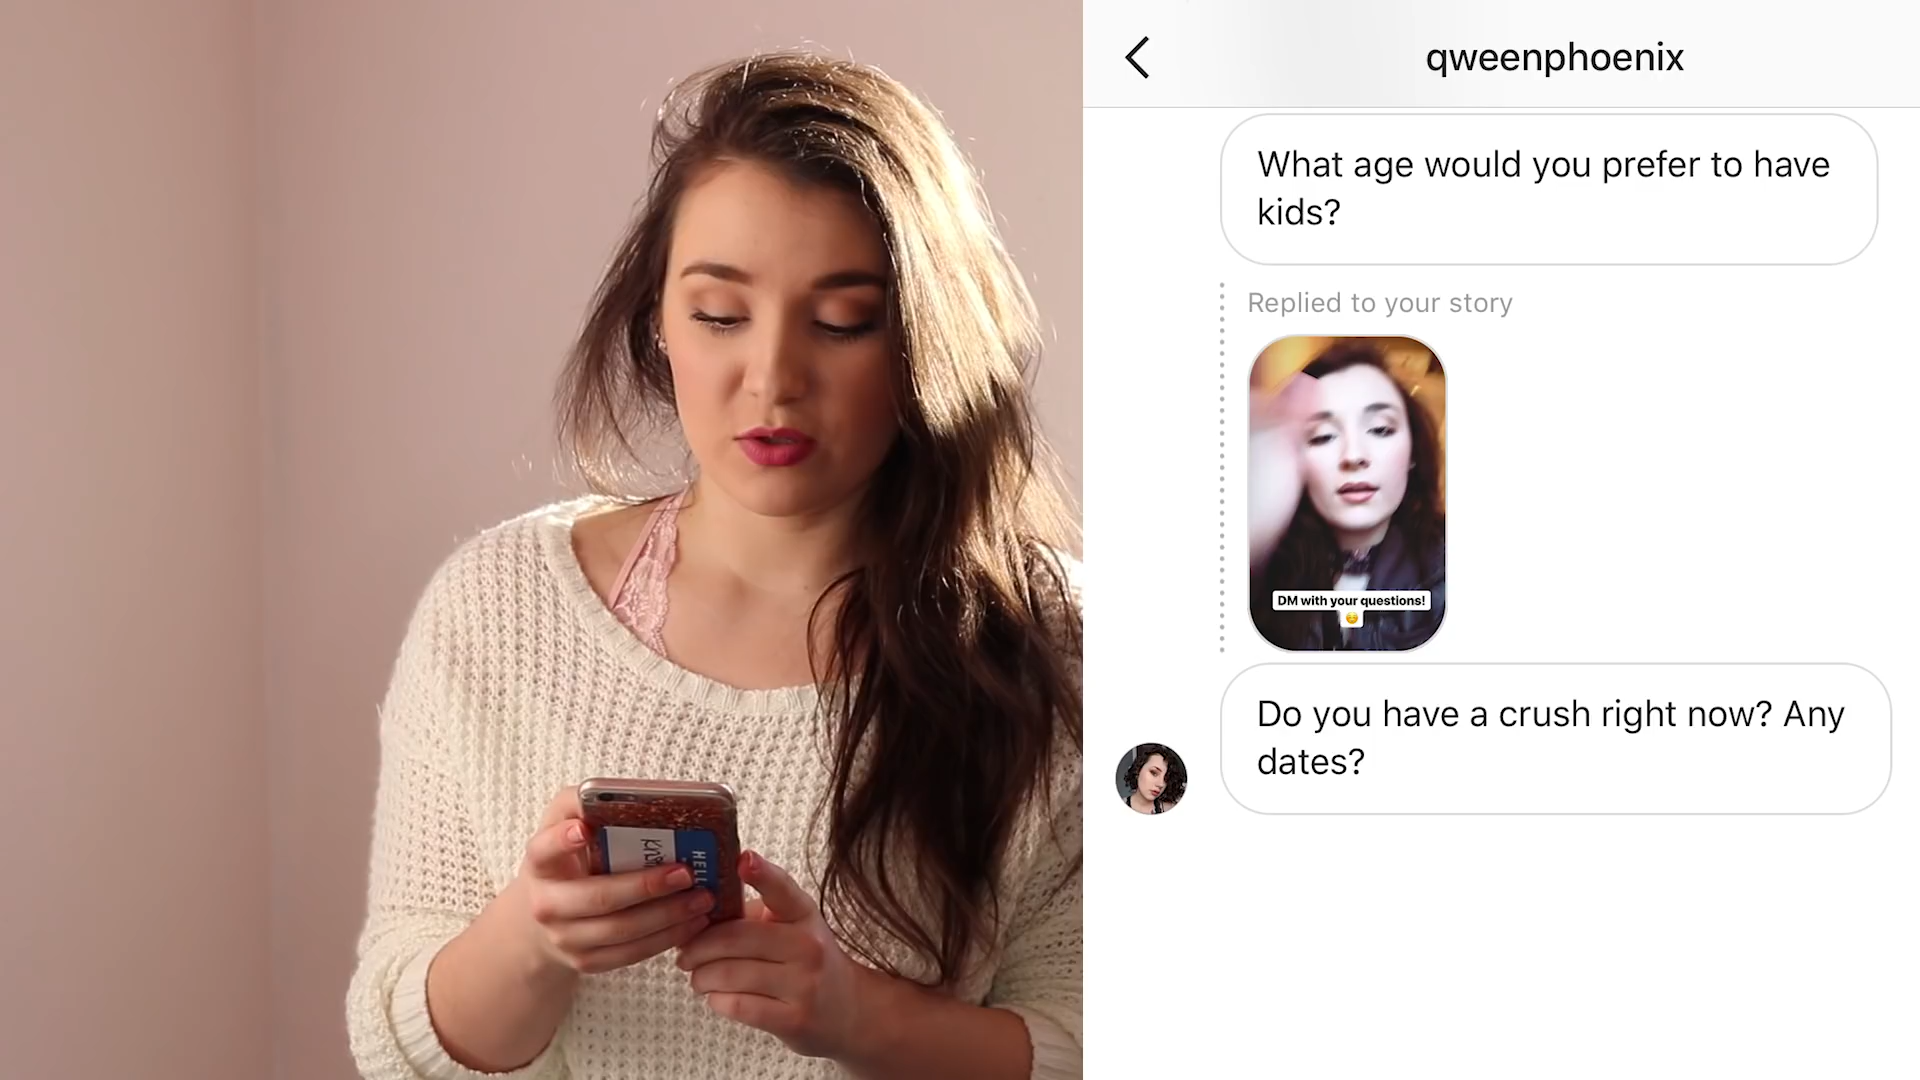 qweenphoenix
What age would you prefer to have
kids?
Replied to your story
DM with your questions!
Do you have a crush right now? Any
dates?